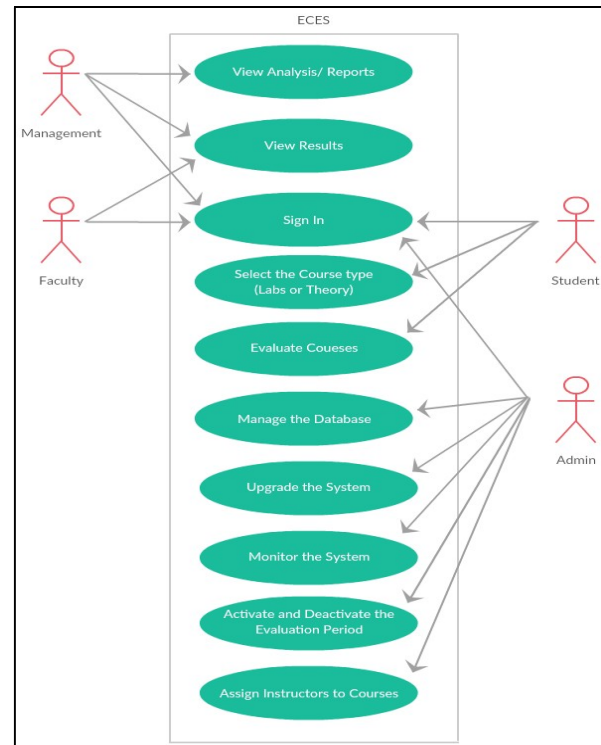 ECES
View Analysis/ Reports
Management
View Results
Sign In
Faculty
Student
Select the Course type
(Labs or Theory)
Evaluate Coueses
Manage the Database
Admin
Upgrade the System
Monitor the System
Activate and Deactivate the
Evaluation Period
Assign Instructors to Courses